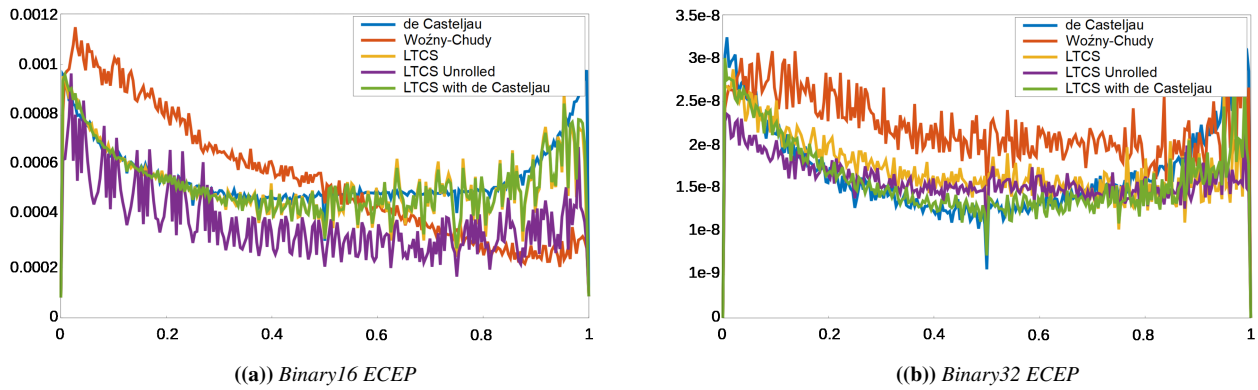 0.0012
0.001
0.0008
0.0006
0.0004
0.0002
0
0 0.2 0.4 0.6 0.8 1
de Casteljau
Woźny-Chudy
LTCS
LTCS Unrolled
LTCS with de Casteljau
((a)) Binary16 ECEP
3.5e-8
3e-8
2.5e-8
2e-8
1.5e-8
1e-8
1e-9
0
0 0.2 0.4 0.6 0.8 1
de Casteljau
Woźny-Chudy
LTCS
LTCS Unrolled
LTCS with de Casteljau
((b)) Binary32 ECEP